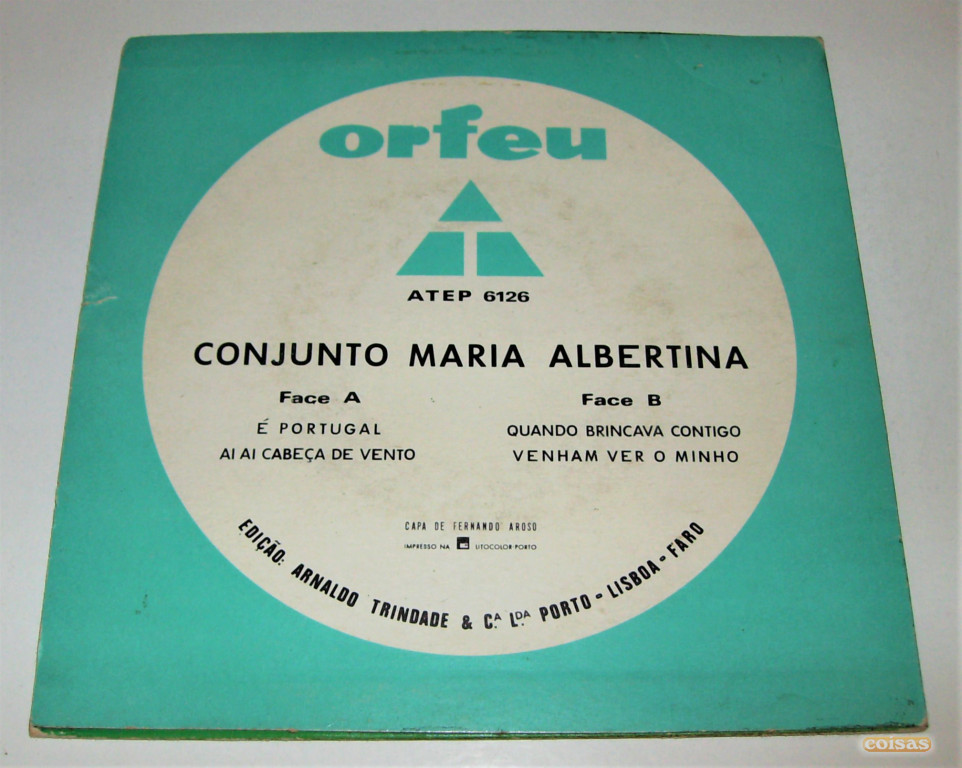 orfeu
ATEP 6126
CONJUNTO MARIA ALBERTINA
Face A
É PORTUGAL
AI AI CABEÇA DE VENTO
Face B
QUANDO BRINCAVA CONTIGO
VENHAM VER O MINHO
CAPA DE FERNANDO AROSO
IMPRESSO NA LITOCOLOR-PORTO
EDIÇÃO: ARNALDO TRINDADE & Cª. Lᴰᴬ. PORTO - LISBOA - FARO
coisas